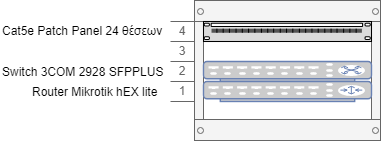 Cat5e Patch Panel 24 θέσεων 4
3
Switch 3COM 2928 SFPPLUS 2
Router Mikrotik hEX lite 1